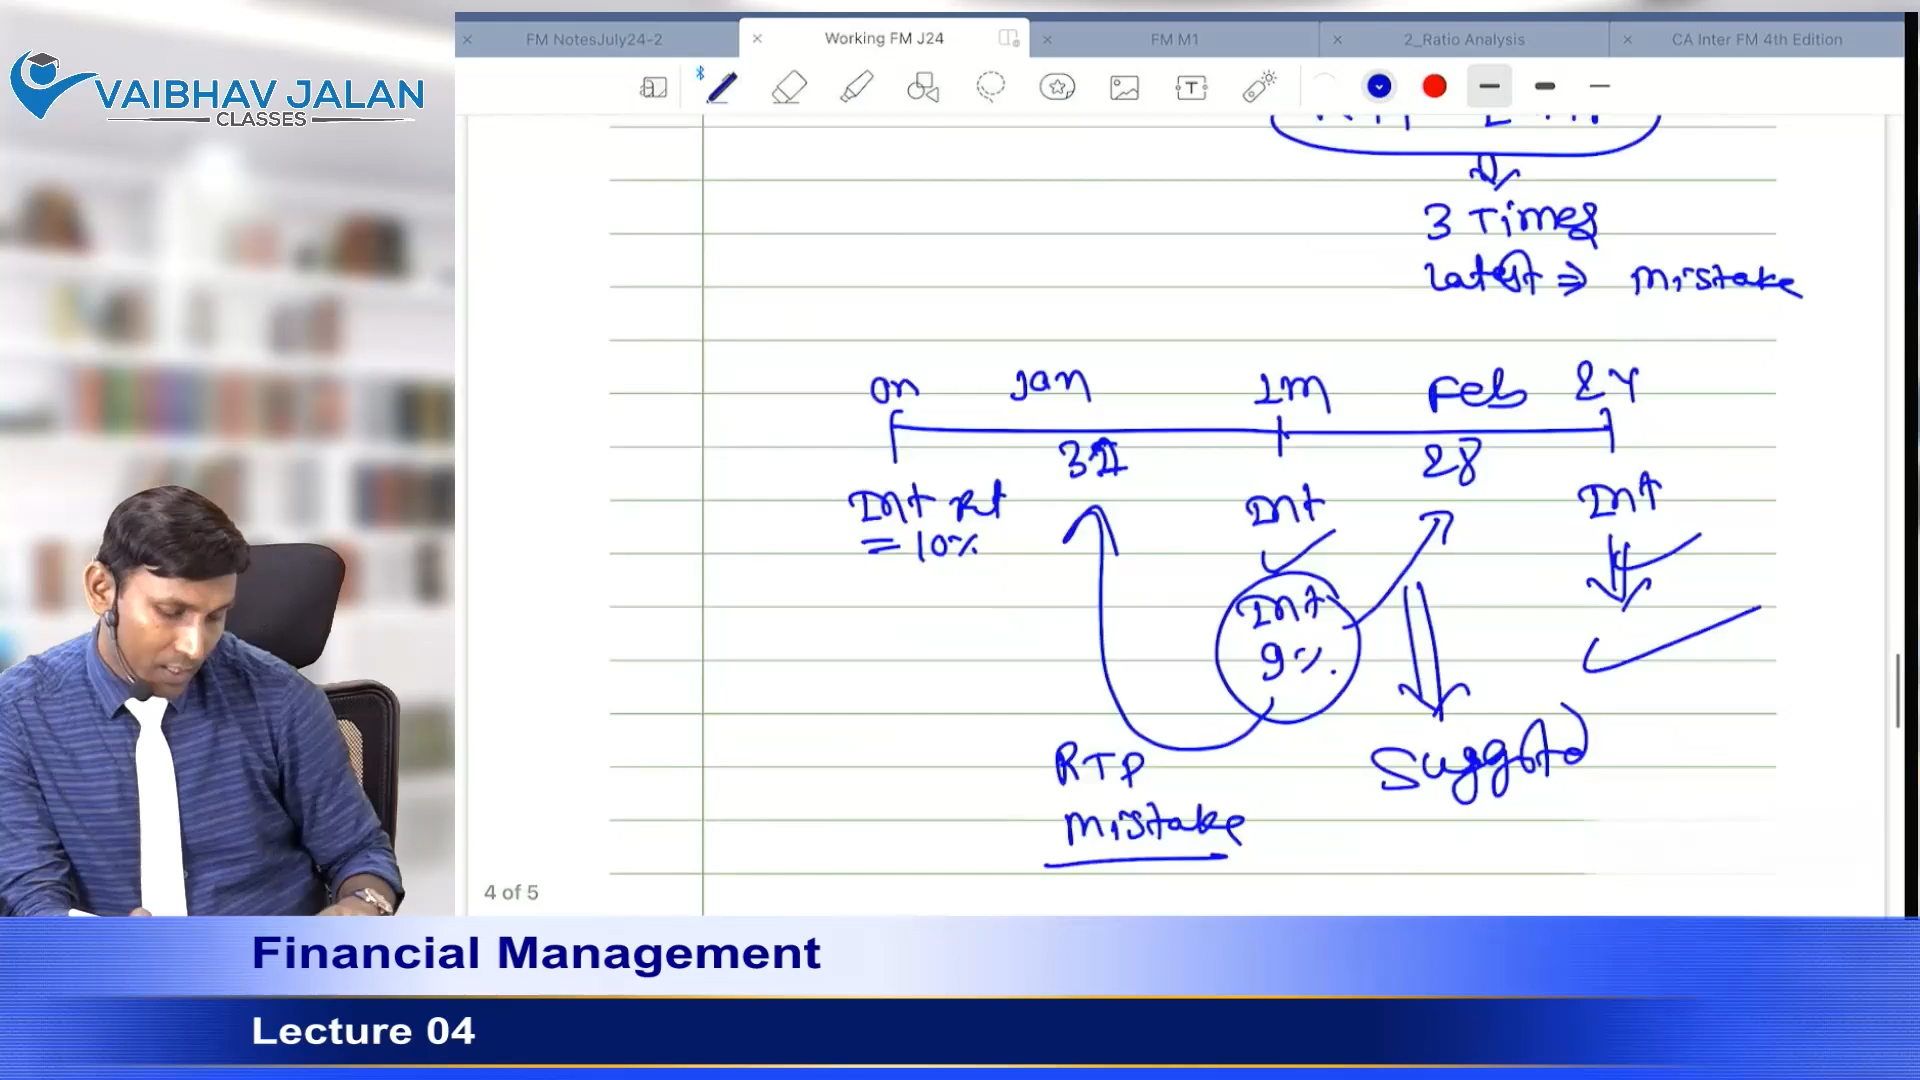 VAIBHAV JALAN
CLASSES
FM NotesJuly24-2
Working FM J24
FM M1
2_Ratio Analysis
CA Inter FM 4th Edition
T
3 Times
latest ⇒ mistake
on Jan 1m Feb 2Y
31 28
Int Rt Int Int
= 10%
Int
9%.
RTP
mistake
4 of 5
Financial Management
Lecture 04